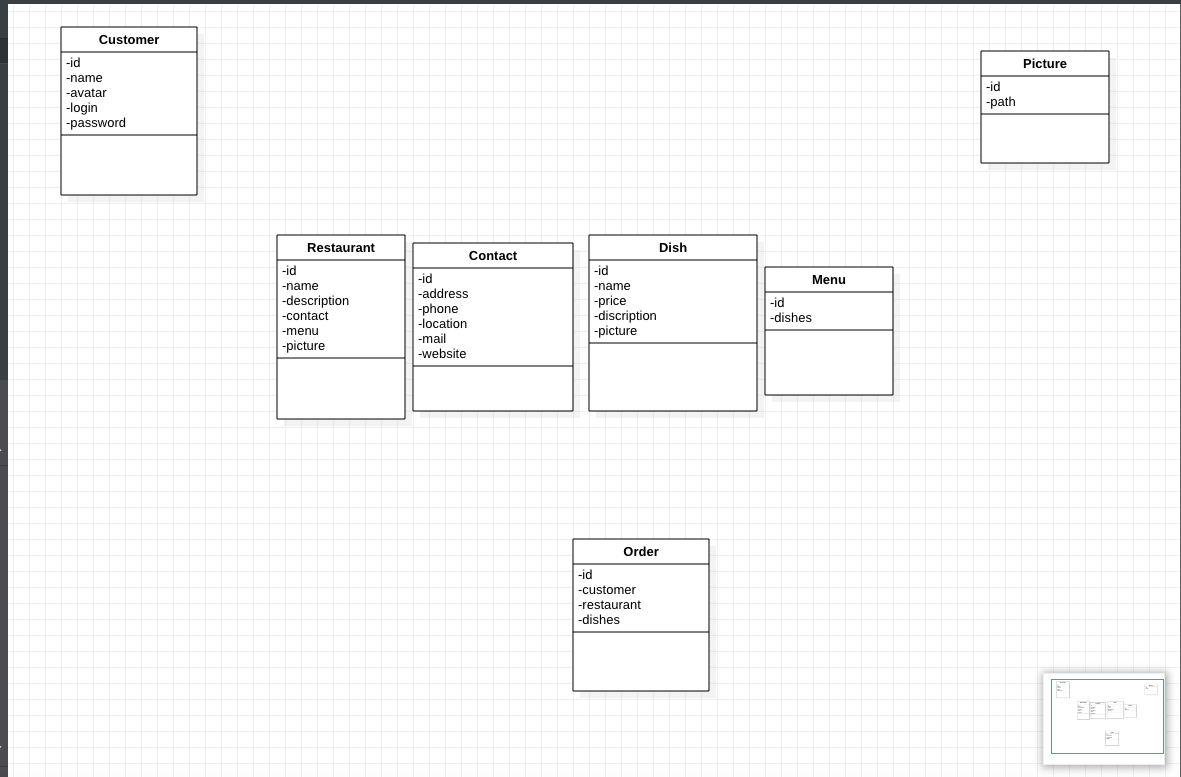 Customer
-id
-name
-avatar
-login
-password
Picture
-id
-path
Restaurant
-id
-name
-description
-contact
-menu
-picture
Contact
-id
-address
-phone
-location
-mail
-website
Dish
-id
-name
-price
-discription
-picture
Menu
-id
-dishes
Order
-id
-customer
-restaurant
-dishes